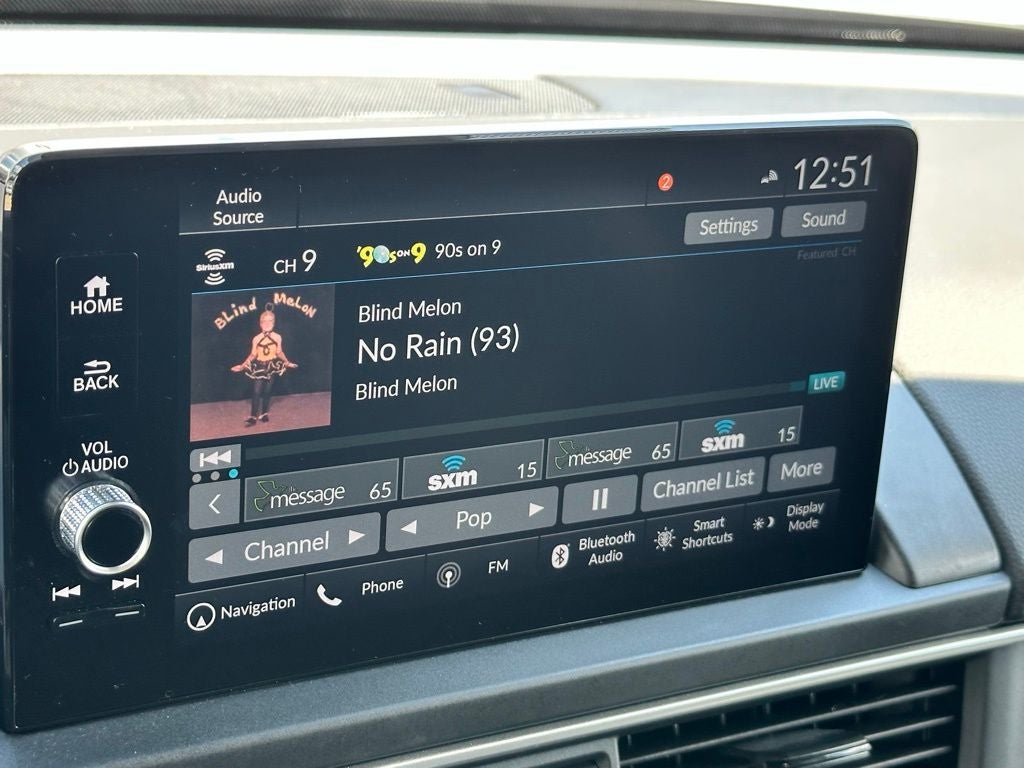 Audio
Source
2
12:51
Settings
Sound
SiriusXM
CH 9
'90s ON 9
90s on 9
Featured CH
HOME
BACK
VOL
AUDIO
Blind Melon
Blind Melon
No Rain (93)
Blind Melon
LIVE
message 65
sxm 15
message 65
sxm 15
Channel
Pop
Channel List
More
Navigation
Phone
FM
Bluetooth
Audio
Smart
Shortcuts
Display
Mode